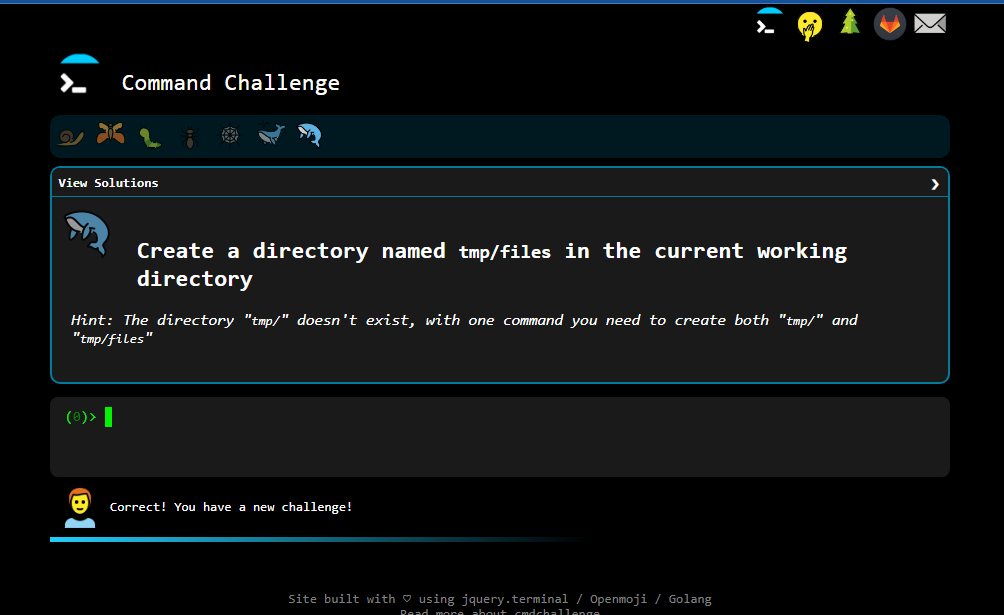 Command Challenge
View Solutions
Create a directory named tmp/files in the current working
directory
Hint: The directory "tmp/" doesn't exist, with one command you need to create both "tmp/" and
"tmp/files"
(0)>
Correct! You have a new challenge!
Site built with ♡ using jquery.terminal / Openmoji / Golang
Read more about cmdchallenge